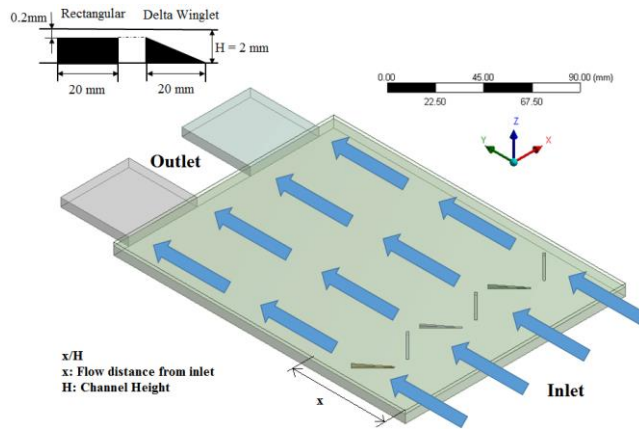 Rectangular Delta Winglet
0.2mm
H = 2 mm
20 mm 20 mm
0.00 45.00 90.00 (mm)
22.50 67.50
Z
Y X
Outlet
x/H
x: Flow distance from inlet
H: Channel Height
x
Inlet